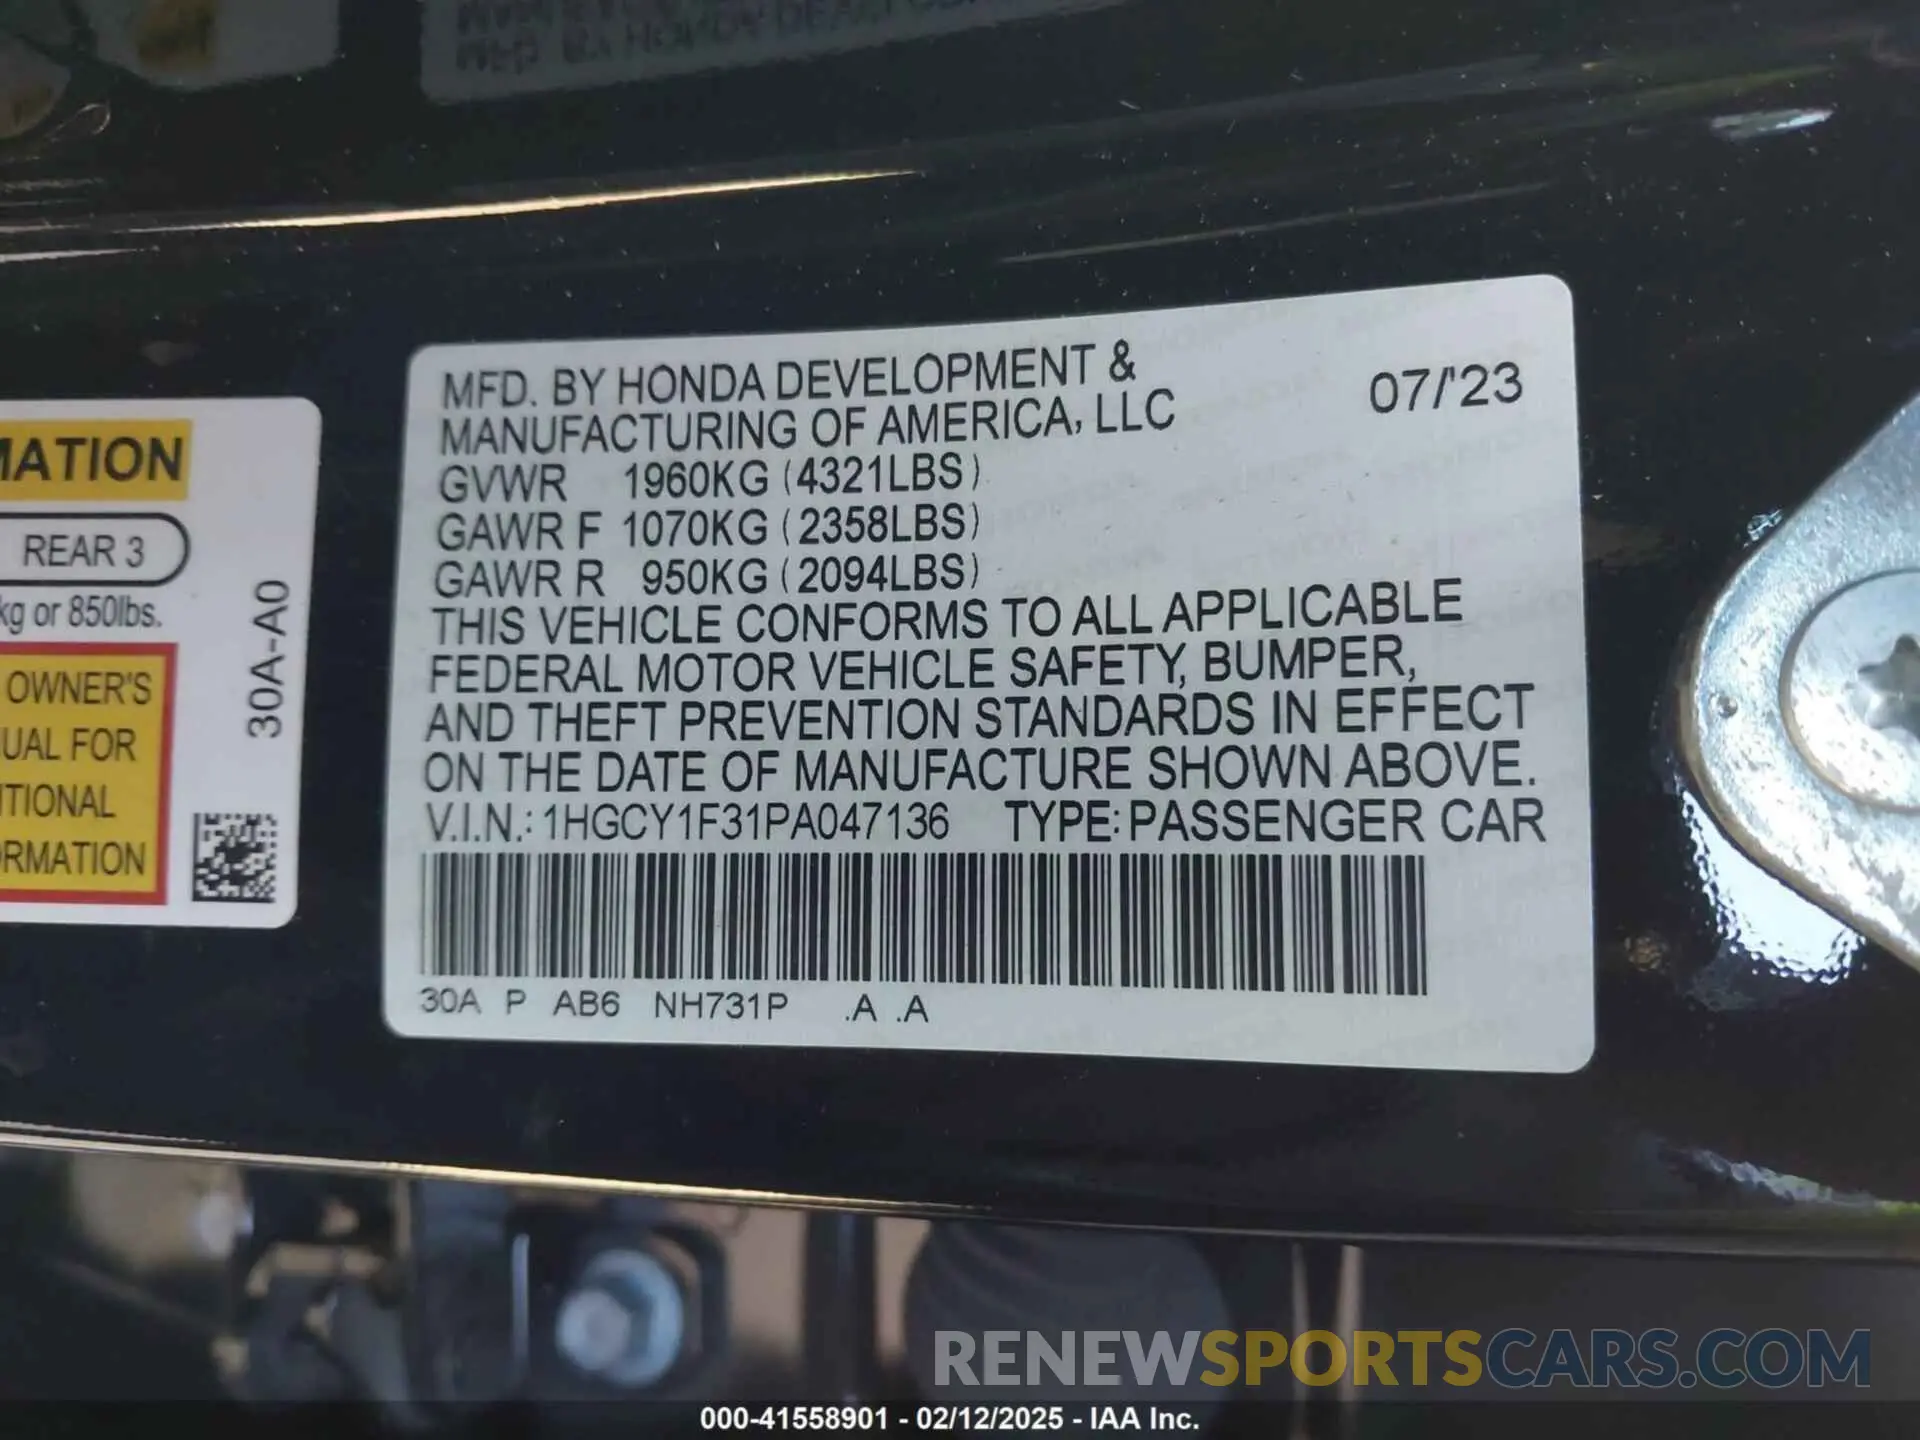 MFD. BY HONDA DEVELOPMENT &
MANUFACTURING OF AMERICA, LLC 07/'23
GVWR 1960KG (4321LBS)
GAWR F 1070KG (2358LBS)
GAWR R 950KG (2094LBS)
THIS VEHICLE CONFORMS TO ALL APPLICABLE
FEDERAL MOTOR VEHICLE SAFETY, BUMPER,
AND THEFT PREVENTION STANDARDS IN EFFECT
ON THE DATE OF MANUFACTURE SHOWN ABOVE.
V.I.N.: 1HGCY1F31PA047136 TYPE: PASSENGER CAR
30A P AB6 NH731P .A .A
MATION
REAR 3
kg or 850lbs.
OWNER'S
UAL FOR
ITIONAL
ORMATION
30A-A0
RENEWSPORTSCARS.COM
000-41558901 - 02/12/2025 - IAA Inc.